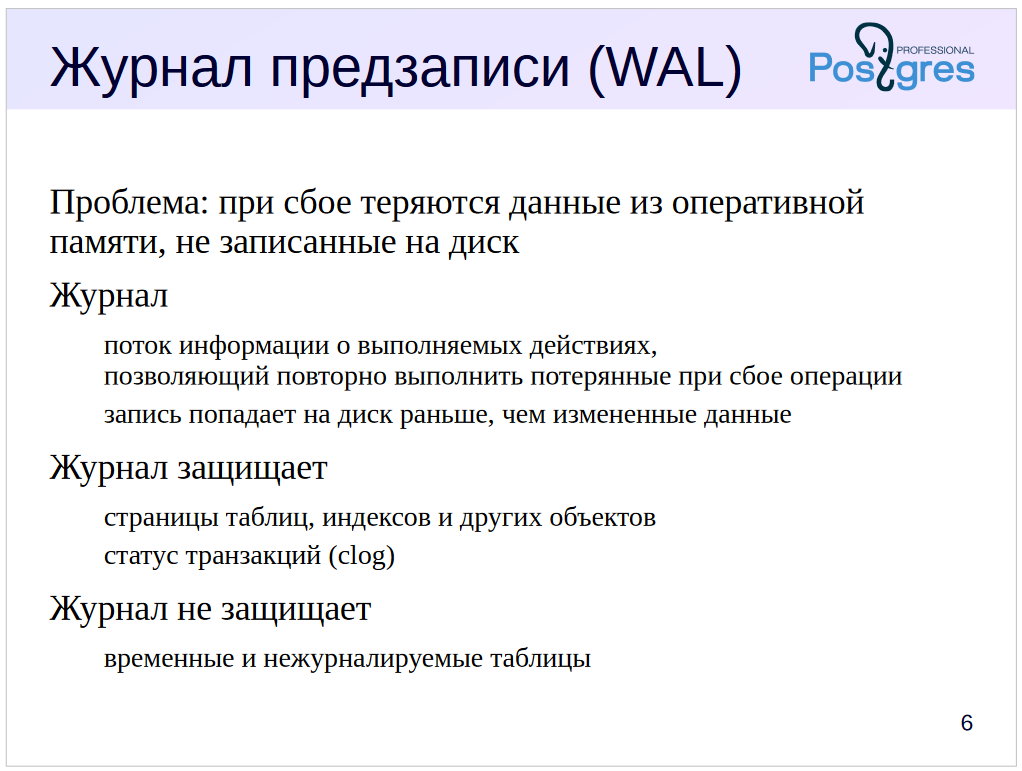 Журнал предзаписи (WAL)
PROFESSIONAL
Postgres
Проблема: при сбое теряются данные из оперативной
памяти, не записанные на диск
Журнал
поток информации о выполняемых действиях,
позволяющий повторно выполнить потерянные при сбое операции
запись попадает на диск раньше, чем измененные данные
Журнал защищает
страницы таблиц, индексов и других объектов
статус транзакций (clog)
Журнал не защищает
временные и нежурналируемые таблицы
6